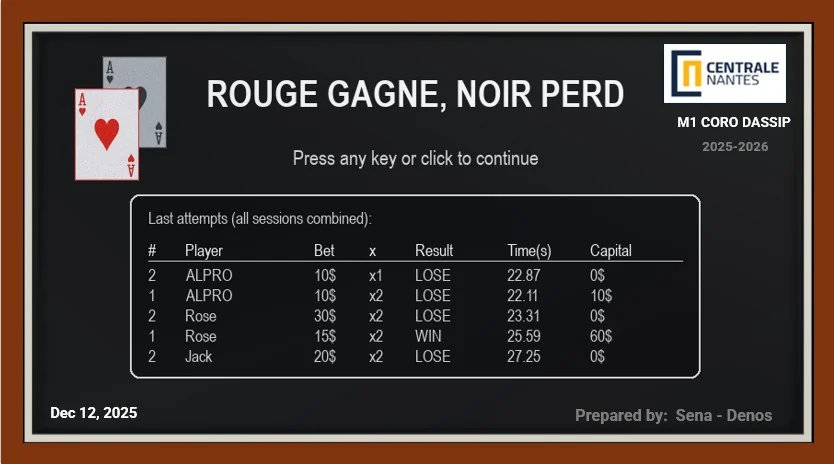 A
A
A
A
ROUGE GAGNE, NOIR PERD
CENTRALE
NANTES
M1 CORO DASSIP
2025-2026
Press any key or click to continue
Last attempts (all sessions combined):
# Player Bet x Result Time(s) Capital
2 ALPRO 10$ x1 LOSE 22.87 0$
1 ALPRO 10$ x2 LOSE 22.11 10$
2 Rose 30$ x2 LOSE 23.31 0$
1 Rose 15$ x2 WIN 25.59 60$
2 Jack 20$ x2 LOSE 27.25 0$
Dec 12, 2025
Prepared by: Sena - Denos